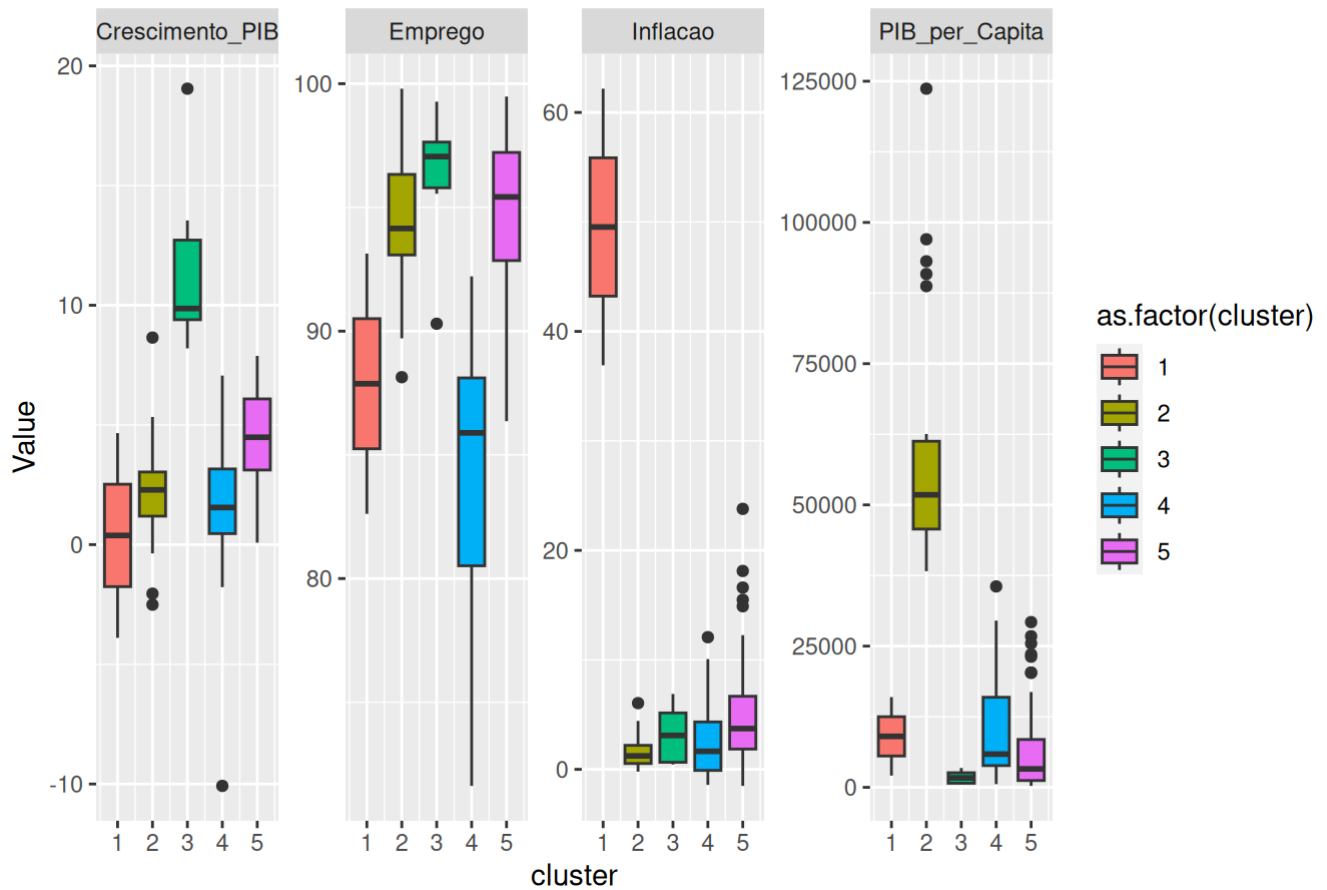 Crescimento_PIB
Emprego
Inflacao
PIB_per_Capita
20
10
0
-10
100
90
80
60
40
20
0
125000
100000
75000
50000
25000
0
1 2 3 4 5
1 2 3 4 5
1 2 3 4 5
1 2 3 4 5
Value
cluster
as.factor(cluster)
1
2
3
4
5